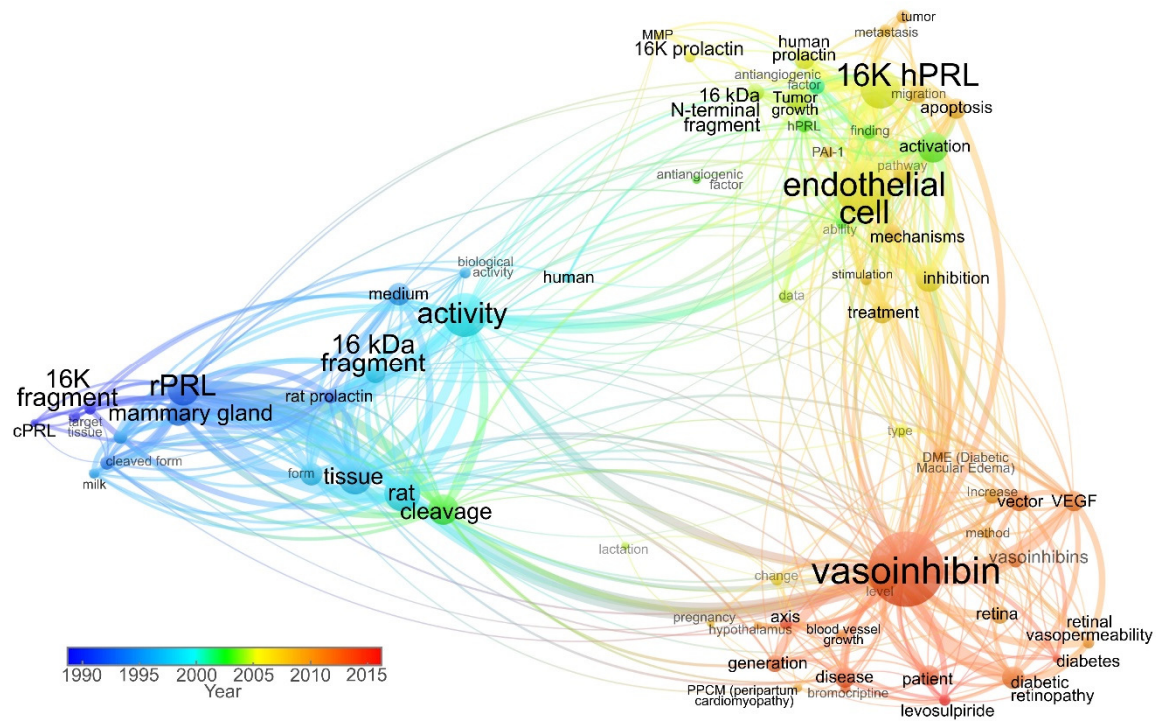 tumor
metastasis
MMP
16K prolactin
human
prolactin
16K hPRL
antiangiogenic
factor
migration
16 kDa
N-terminal
fragment
Tumor
growth
apoptosis
hPRL
finding
activation
PAI-1
pathway
antiangiogenic
factor
endothelial
cell
ability
mechanisms
biological
activity
human
stimulation
inhibition
medium
data
activity
treatment
16 kDa
fragment
16K
fragment
rPRL
rat prolactin
mammary gland
cPRL
target
tissue
type
cleaved form
DME (Diabetic
Macular Edema)
milk
form
tissue
rat
cleavage
Increase
vector
VEGF
method
lactation
vasoinhibins
vasoinhibin
change
level
pregnancy
axis
retina
hypothalamus
blood vessel
growth
retinal
vasopermeability
generation
disease
patient
diabetes
diabetic
retinopathy
PPCM (peripartum
cardiomyopathy)
bromocriptine
levosulpiride
1990 1995 2000 2005 2010 2015
Year